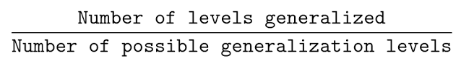 Number of levels generalized
Number of possible generalization levels